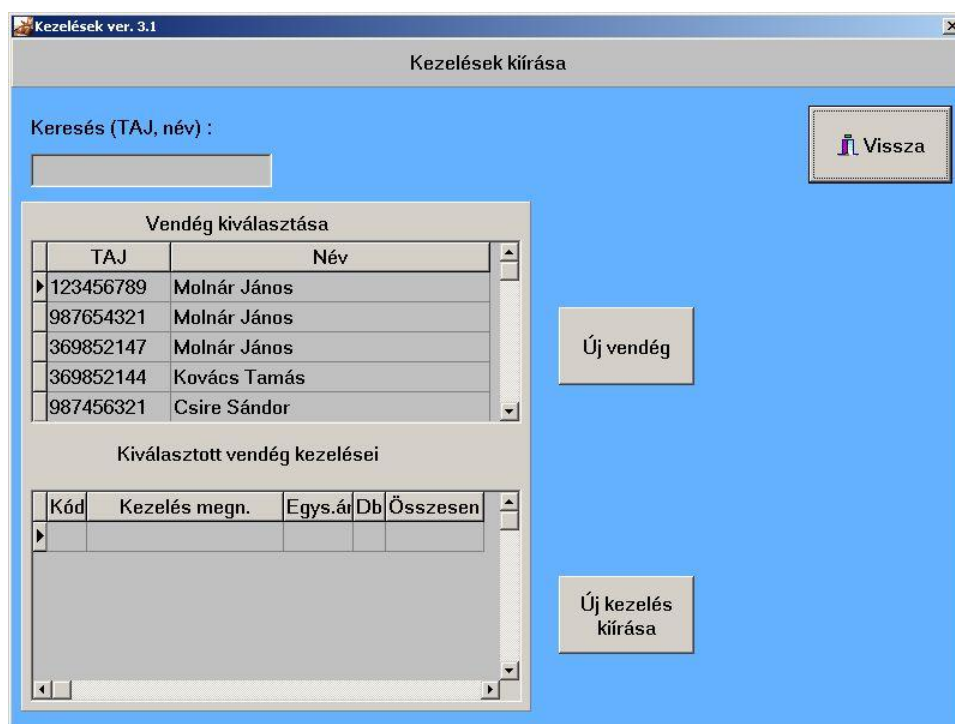 Kezelések ver. 3.1
Kezelések kiírása
Keresés (TAJ, név) :
Vissza
Vendég kiválasztása
TAJ Név
123456789 Molnár János
987654321 Molnár János
369852147 Molnár János
369852144 Kovács Tamás
987456321 Csire Sándor
Új vendég
Kiválasztott vendég kezelései
Kód Kezelés megn. Egys.ár Db Összesen
Új kezelés
kiírása